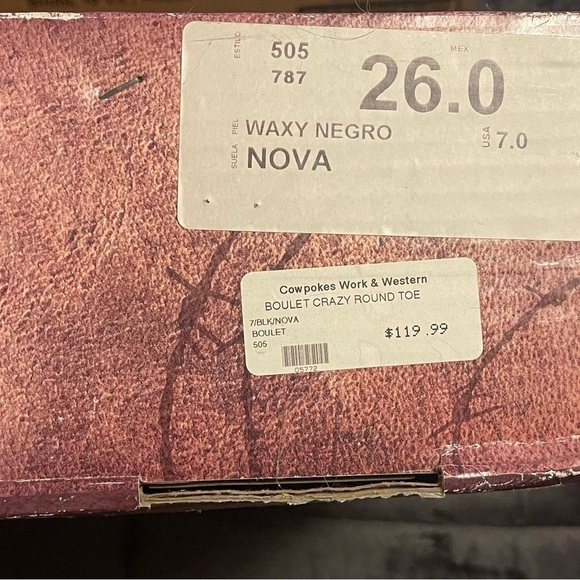 ESTILO 505 MEX
787 26.0
PIEL WAXY NEGRO USA 7.0
SUELA NOVA
Cowpokes Work & Western
BOULET CRAZY ROUND TOE
7/BLK/NOVA
BOULET $119.99
505
05772